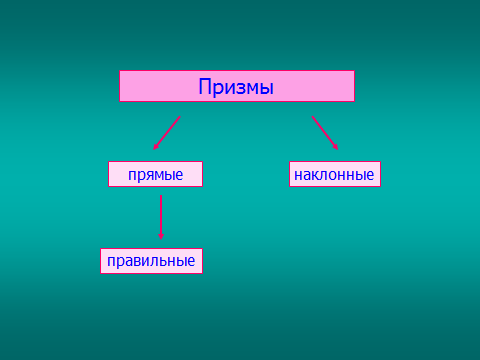 Призмы
прямые
наклонные
правильные